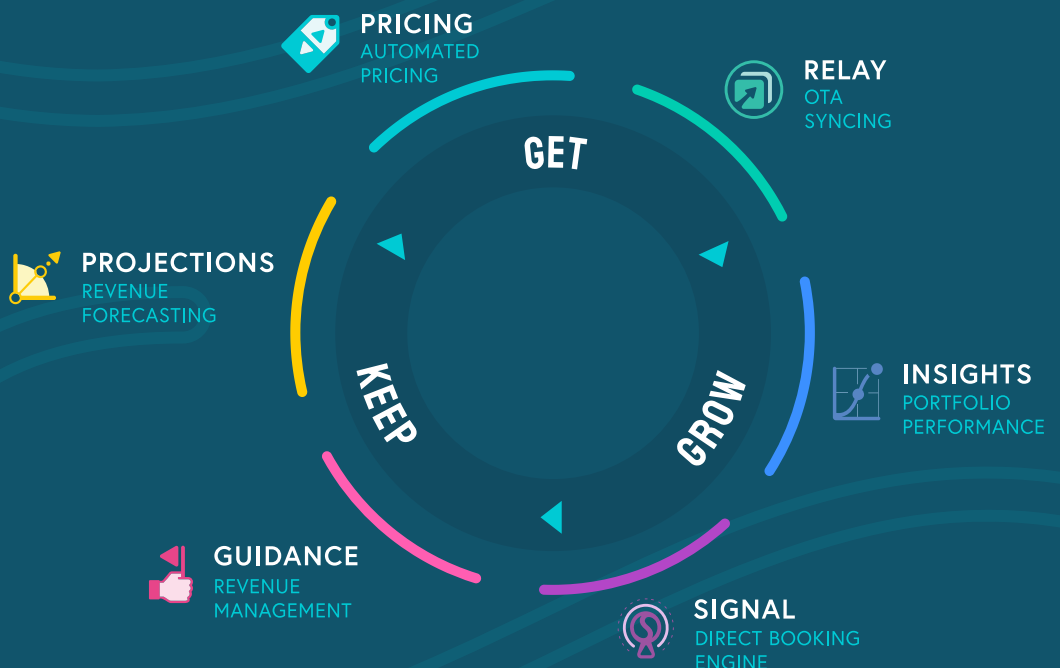 PRICING
AUTOMATED
PRICING
RELAY
OTA
SYNCING
GET
PROJECTIONS
REVENUE
FORECASTING
KEEP
GROW
INSIGHTS
PORTFOLIO
PERFORMANCE
GUIDANCE
REVENUE
MANAGEMENT
SIGNAL
DIRECT BOOKING
ENGINE